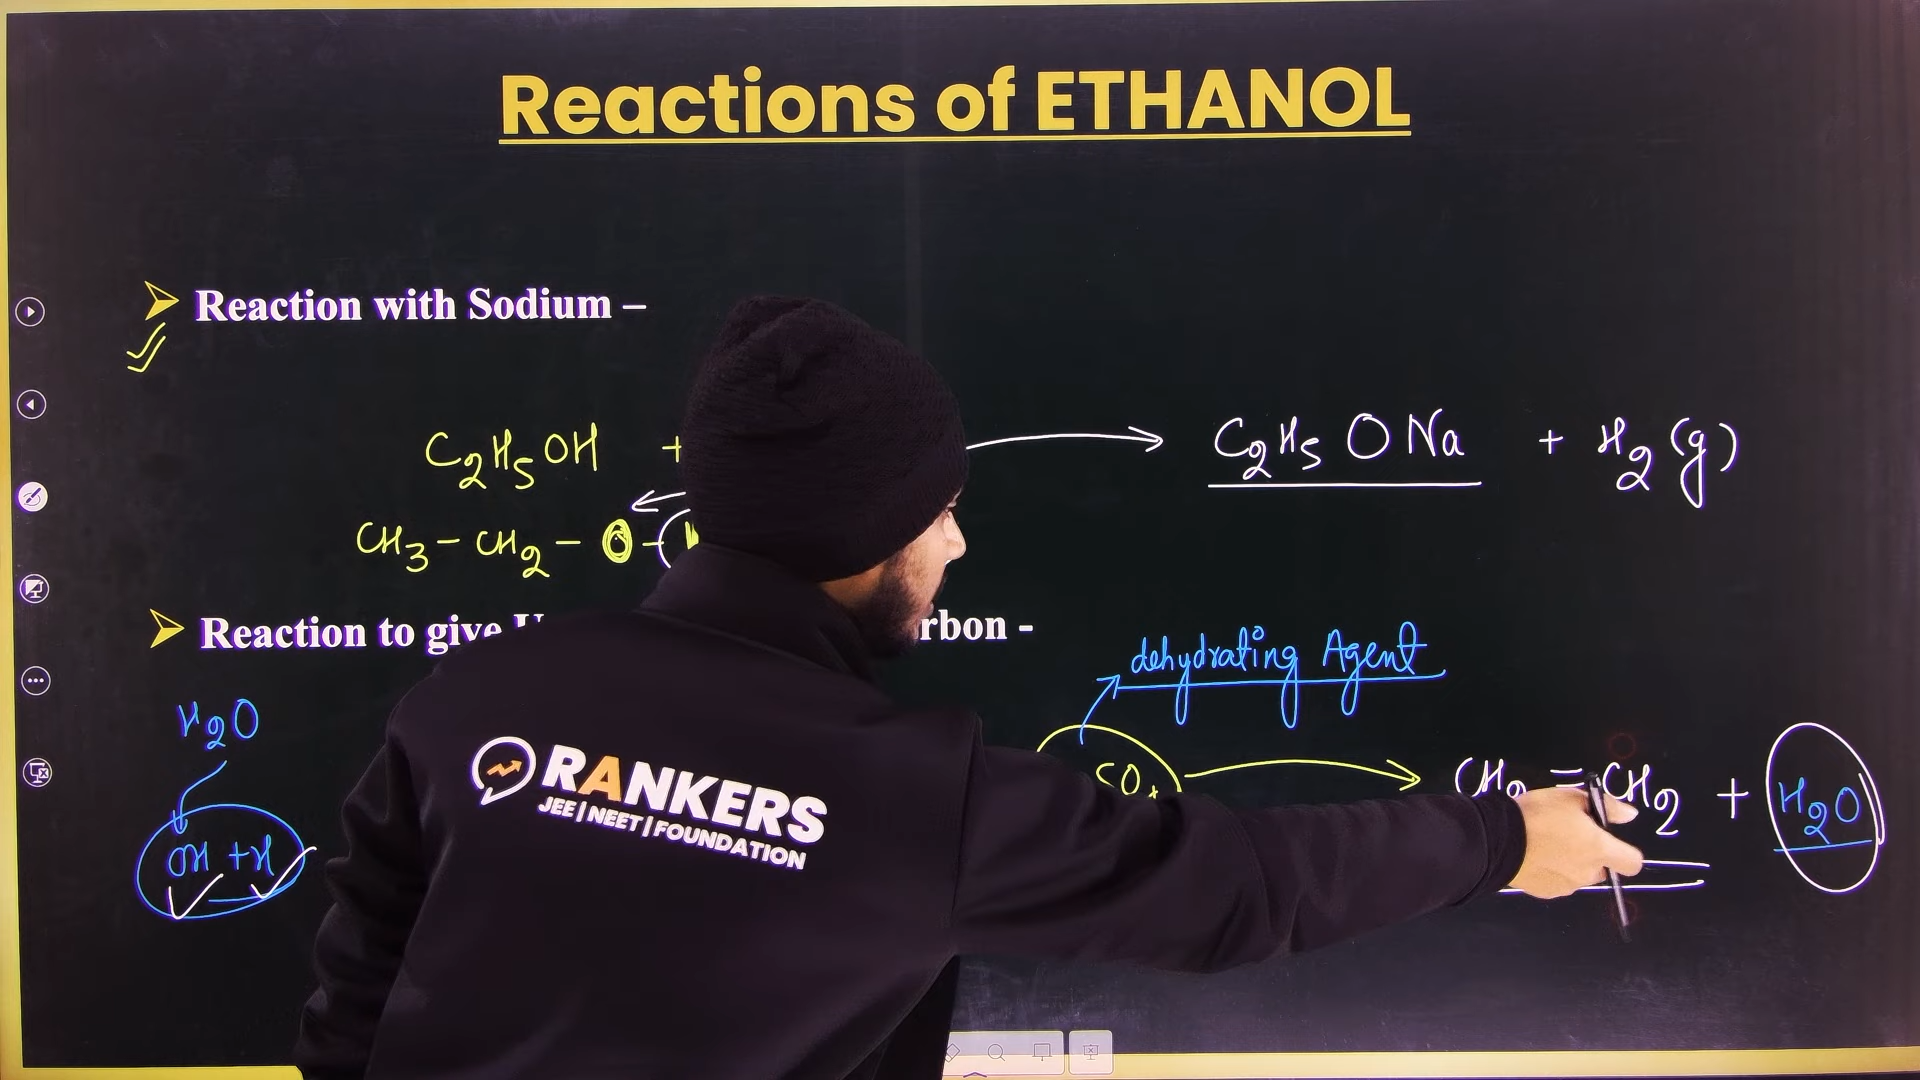 Reactions of ETHANOL
Reaction with Sodium –
C2H5OH + → C2H5ONa + H2(g)
CH3 – CH2 – O –
Reaction to give rbon -
dehydrating Agent
H2O
→ = CH2 + H2O
OH + H
RANKERS
JEE | NEET | FOUNDATION